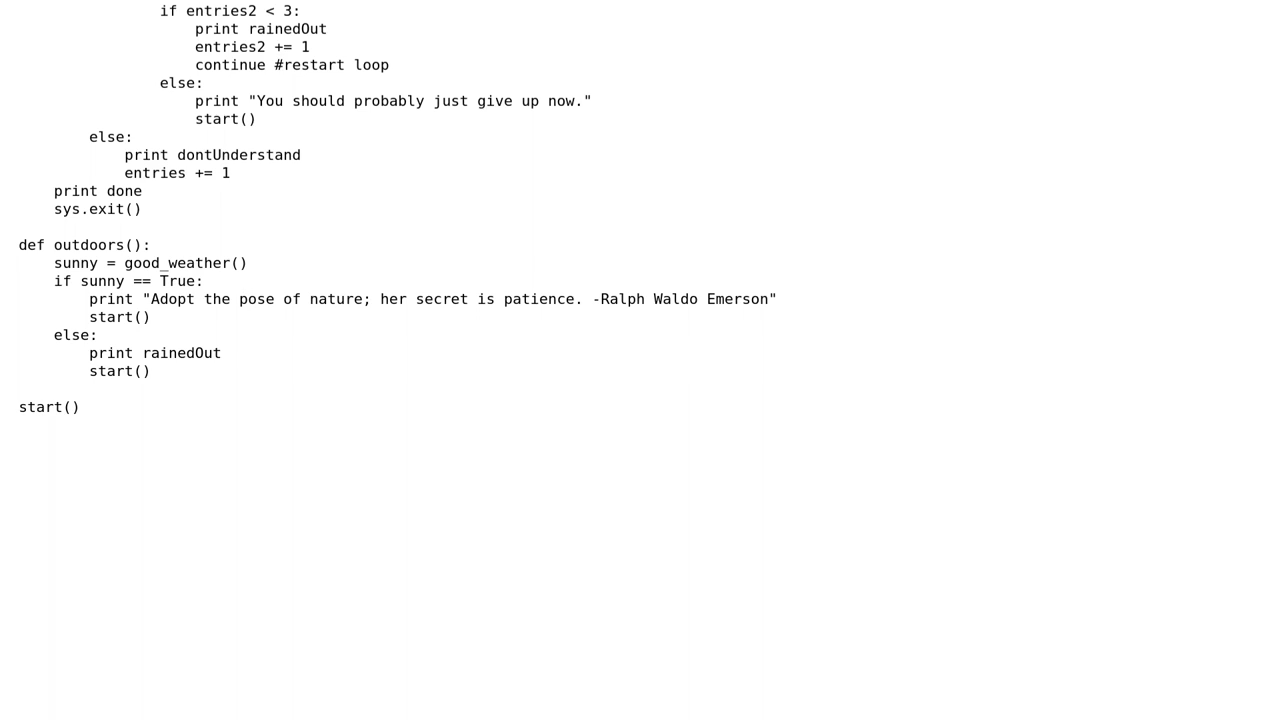 if entries2 < 3:
                    print rainedOut
                    entries2 += 1
                    continue #restart loop
                else:
                    print "You should probably just give up now."
                    start()
        else:
            print dontUnderstand
            entries += 1
    print done
    sys.exit()

def outdoors():
    sunny = good_weather()
    if sunny == True:
        print "Adopt the pose of nature; her secret is patience. -Ralph Waldo Emerson"
        start()
    else:
        print rainedOut
        start()

start()